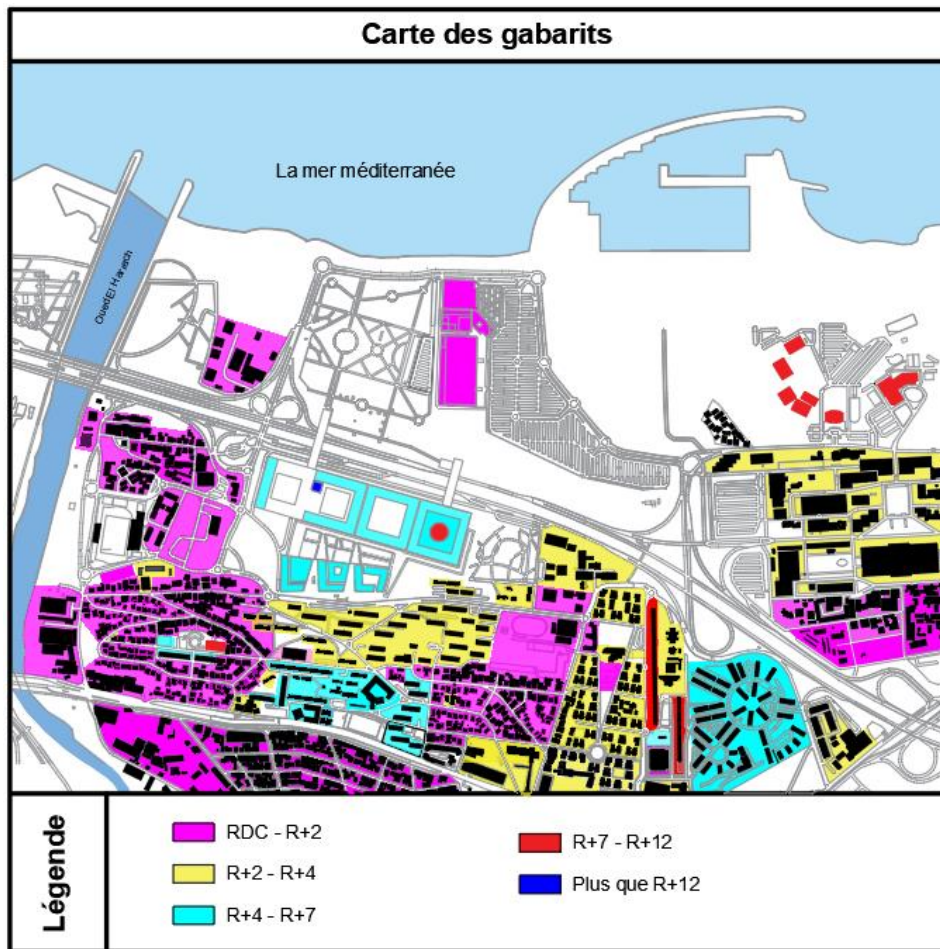 Carte des gabarits
La mer méditerranée
Oued El Harrach
Légende
RDC - R+2
R+2 - R+4
R+4 - R+7
R+7 - R+12
Plus que R+12